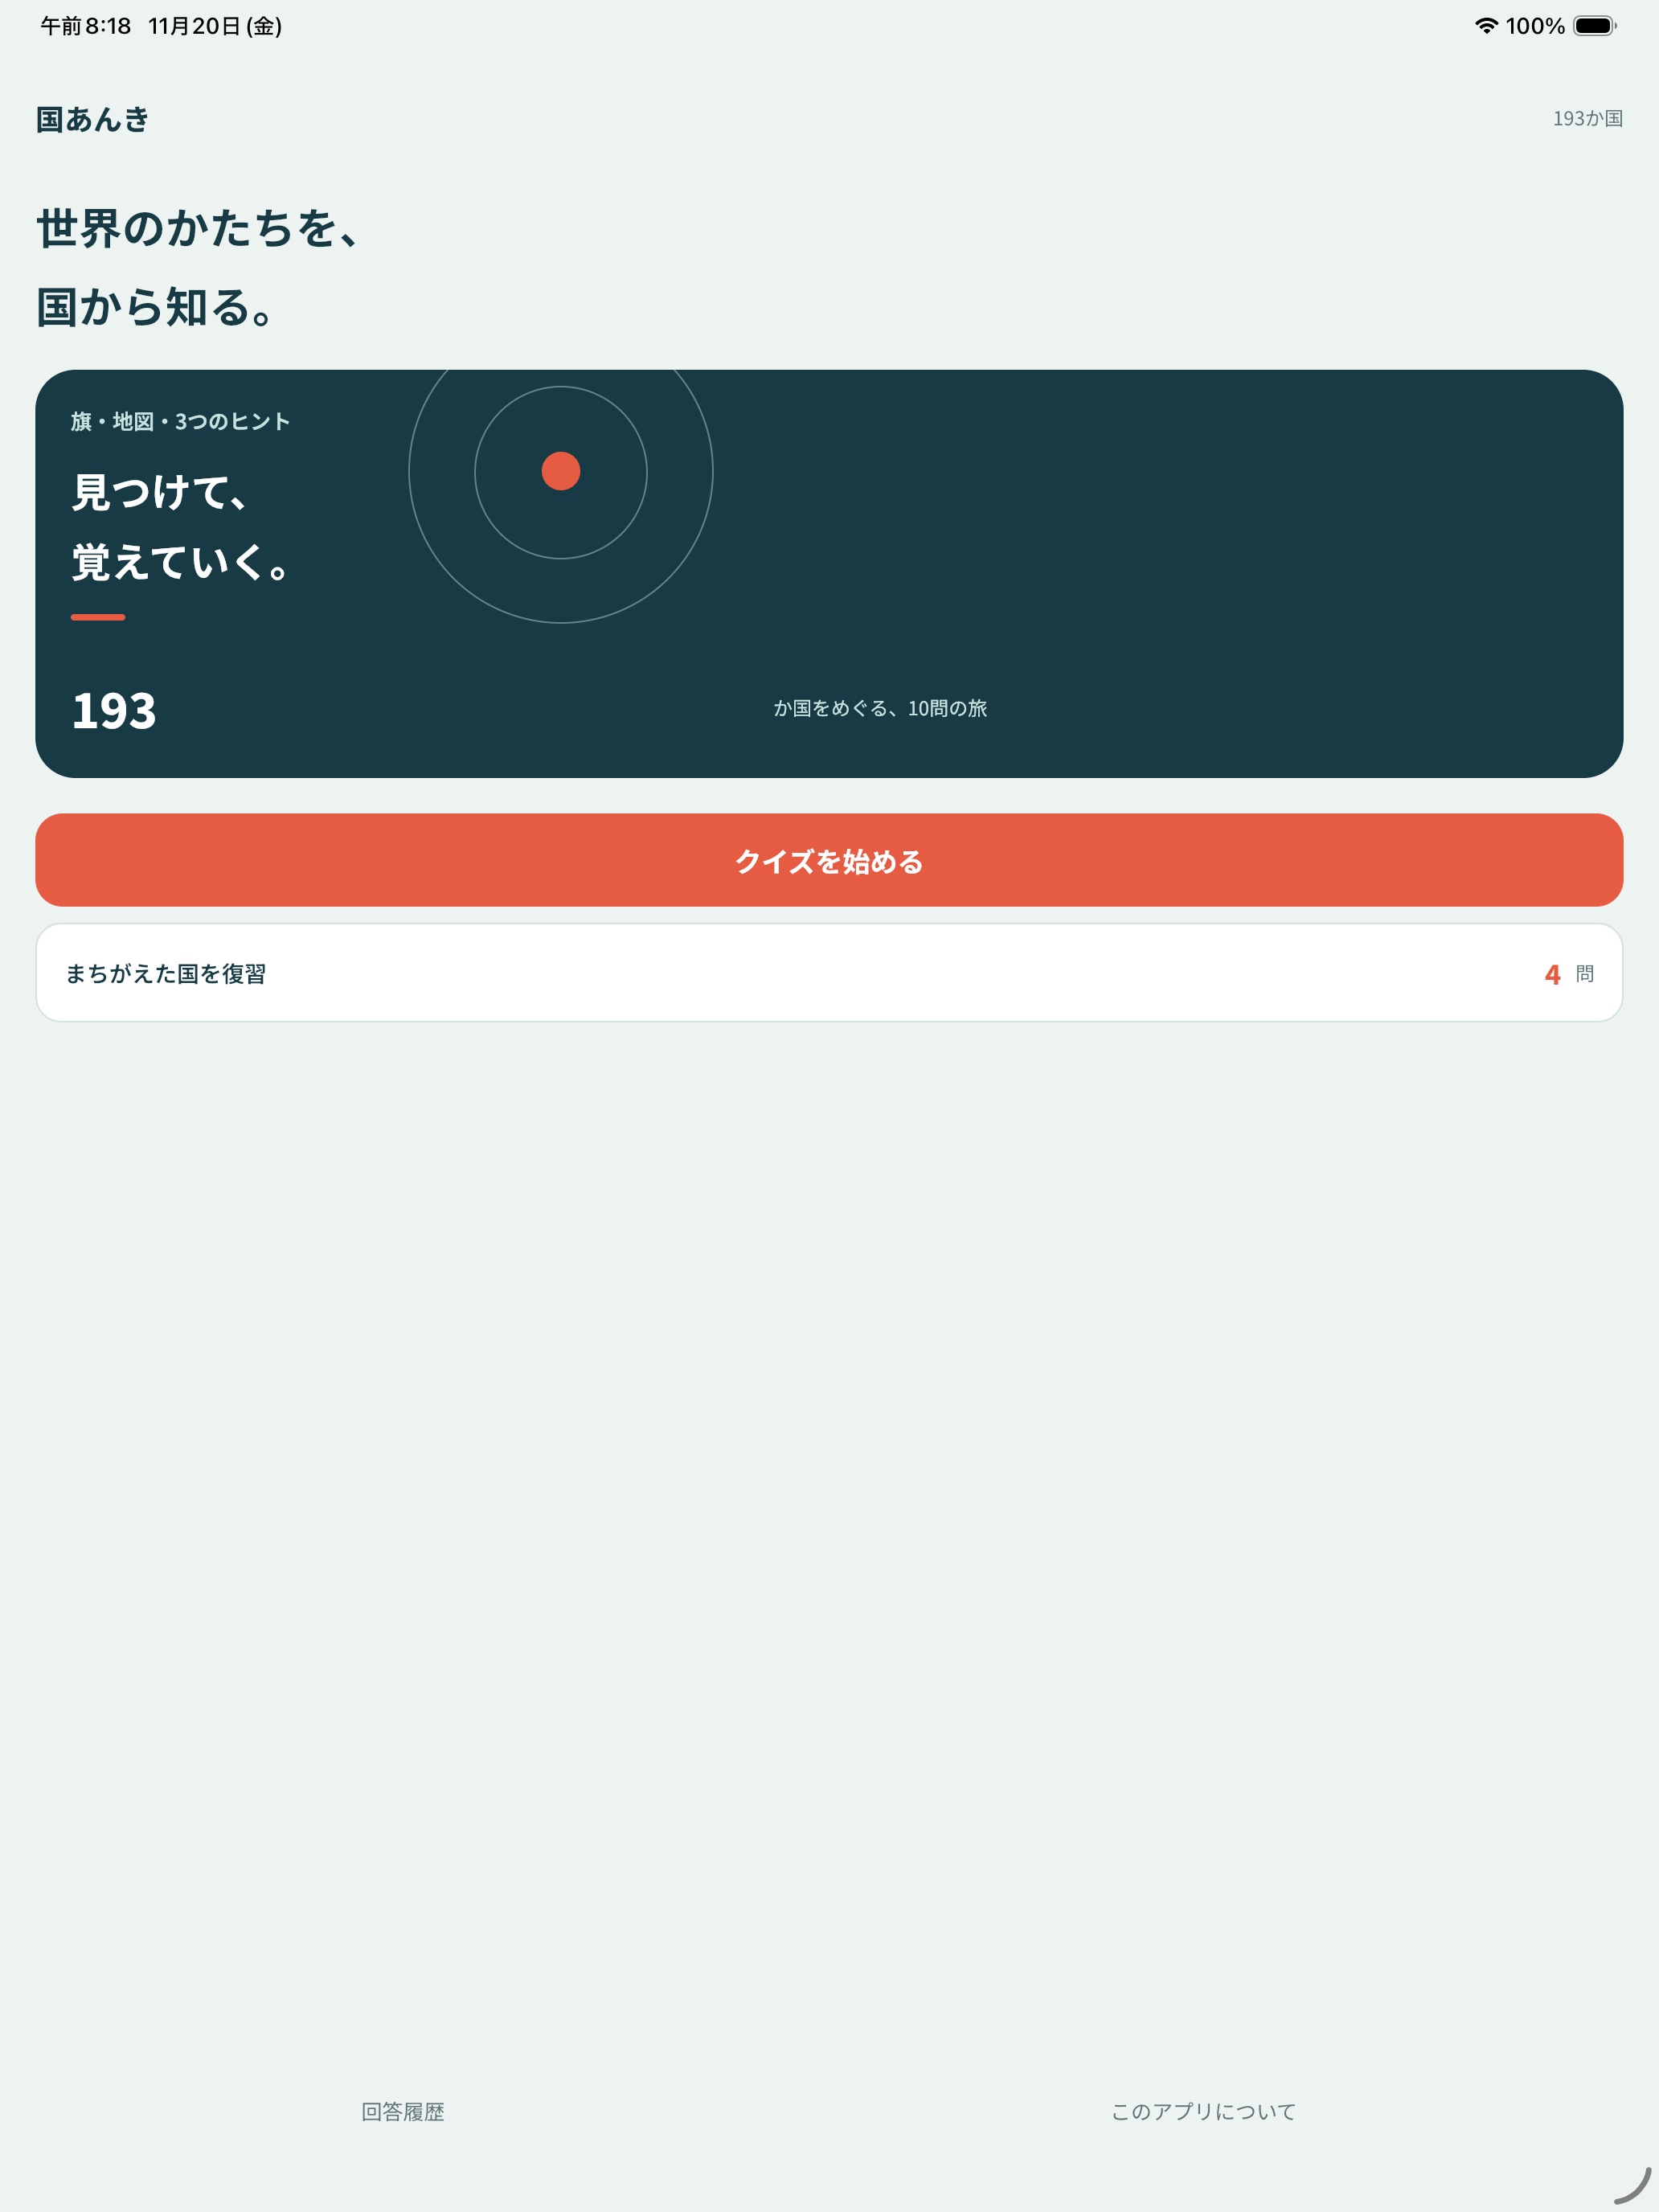 午前8:18 11月20日(金) 100%
国あんき 193か国
世界のかたちを、
国から知る。
旗・地図・3つのヒント
見つけて、
覚えていく。
193 か国をめぐる、10問の旅
クイズを始める
まちがえた国を復習 4 問
回答履歴 このアプリについて